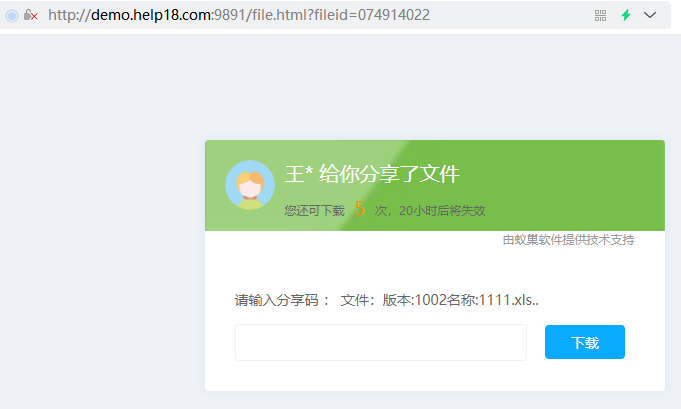 http://demo.help18.com:9891/file.html?fileid=074914022
王* 给你分享了文件
您还可下载 5 次，20小时后将失效
由蚁巢软件提供技术支持
请输入分享码： 文件：版本:1002名称:1111.xls..
下载